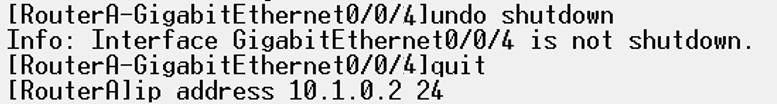 [RouterA-GigabitEthernet0/0/4]undo shutdown
Info: Interface GigabitEthernet0/0/4 is not shutdown.
[RouterA-GigabitEthernet0/0/4]quit
[RouterA]ip address 10.1.0.2 24